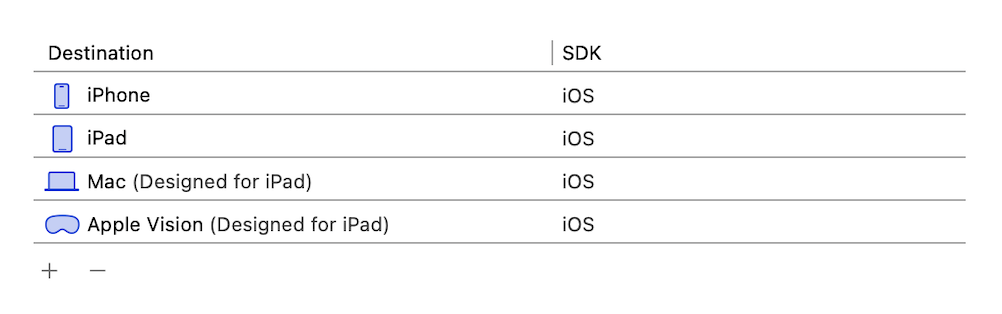 Destination SDK
iPhone iOS
iPad iOS
Mac (Designed for iPad) iOS
Apple Vision (Designed for iPad) iOS
+ −